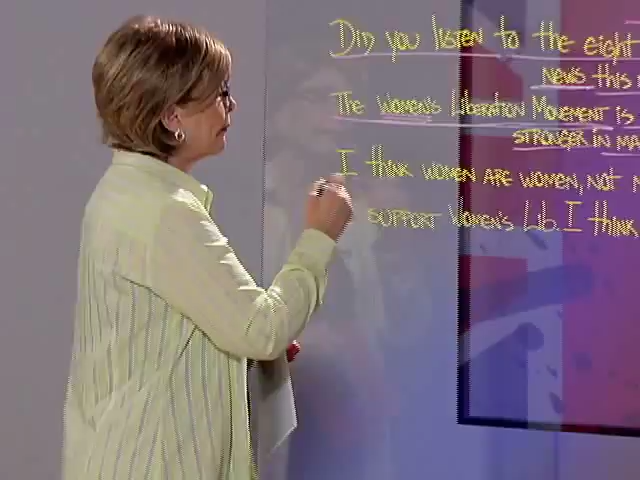 DID YOU LISTEN TO THE EIGHT
NEWS THIS
THE WOMEN'S LIBERATION MOVEMENT IS
STRONGER IN MA
I THINK WOMEN ARE WOMEN, NOT M
SUPPORT WOMEN'S LIB. I THINK